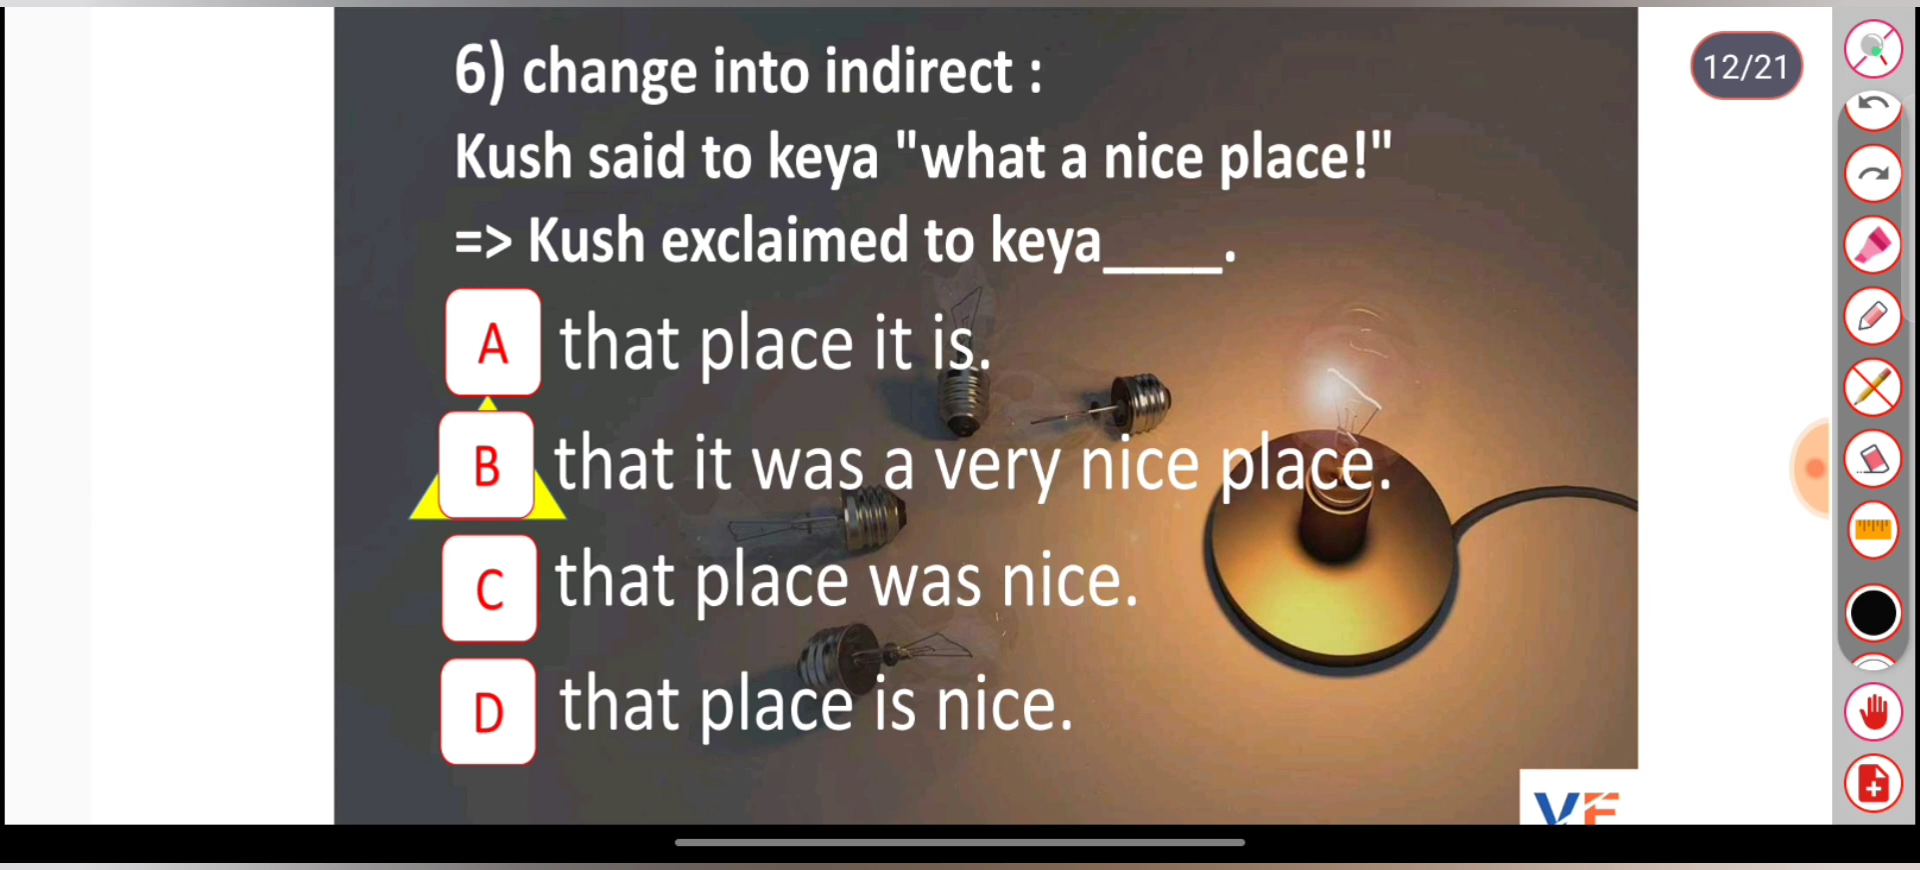 6) change into indirect :
12/21
Kush said to keya "what a nice place!"
=> Kush exclaimed to keya____.
A that place it is.
B that it was a very nice place.
C that place was nice.
D that place is nice.
VF